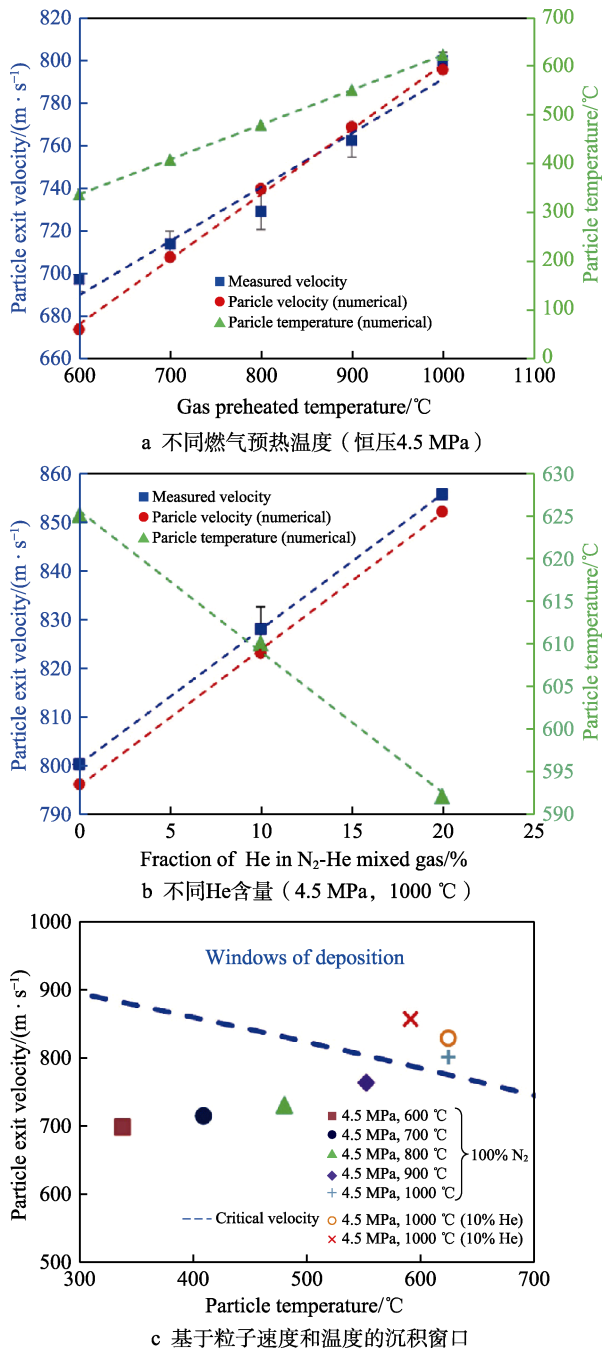 820
800
780
760
740
720
700
680
660
Particle exit velocity/(m · s⁻¹)
700
600
500
400
300
200
100
0
Particle temperature/℃
Measured velocity
Paricle velocity (numerical)
Paricle temperature (numerical)
600 700 800 900 1000 1100
Gas preheated temperature/℃
a 不同燃气预热温度（恒压4.5 MPa）
860
850
840
830
820
810
800
790
Particle exit velocity/(m · s⁻¹)
630
625
620
615
610
605
600
595
590
Particle temperature/℃
Measured velocity
Paricle velocity (numerical)
Particle temperature (numerical)
0 5 10 15 20 25
Fraction of He in N₂-He mixed gas/%
b 不同He含量（4.5 MPa，1000 ℃）
1000
900
800
700
600
500
Particle exit velocity/(m · s⁻¹)
Windows of deposition
4.5 MPa, 600 ℃
4.5 MPa, 700 ℃
4.5 MPa, 800 ℃
4.5 MPa, 900 ℃
4.5 MPa, 1000 ℃
100% N₂
Critical velocity
4.5 MPa, 1000 ℃ (10% He)
4.5 MPa, 1000 ℃ (10% He)
300 400 500 600 700
Particle temperature/℃
c 基于粒子速度和温度的沉积窗口